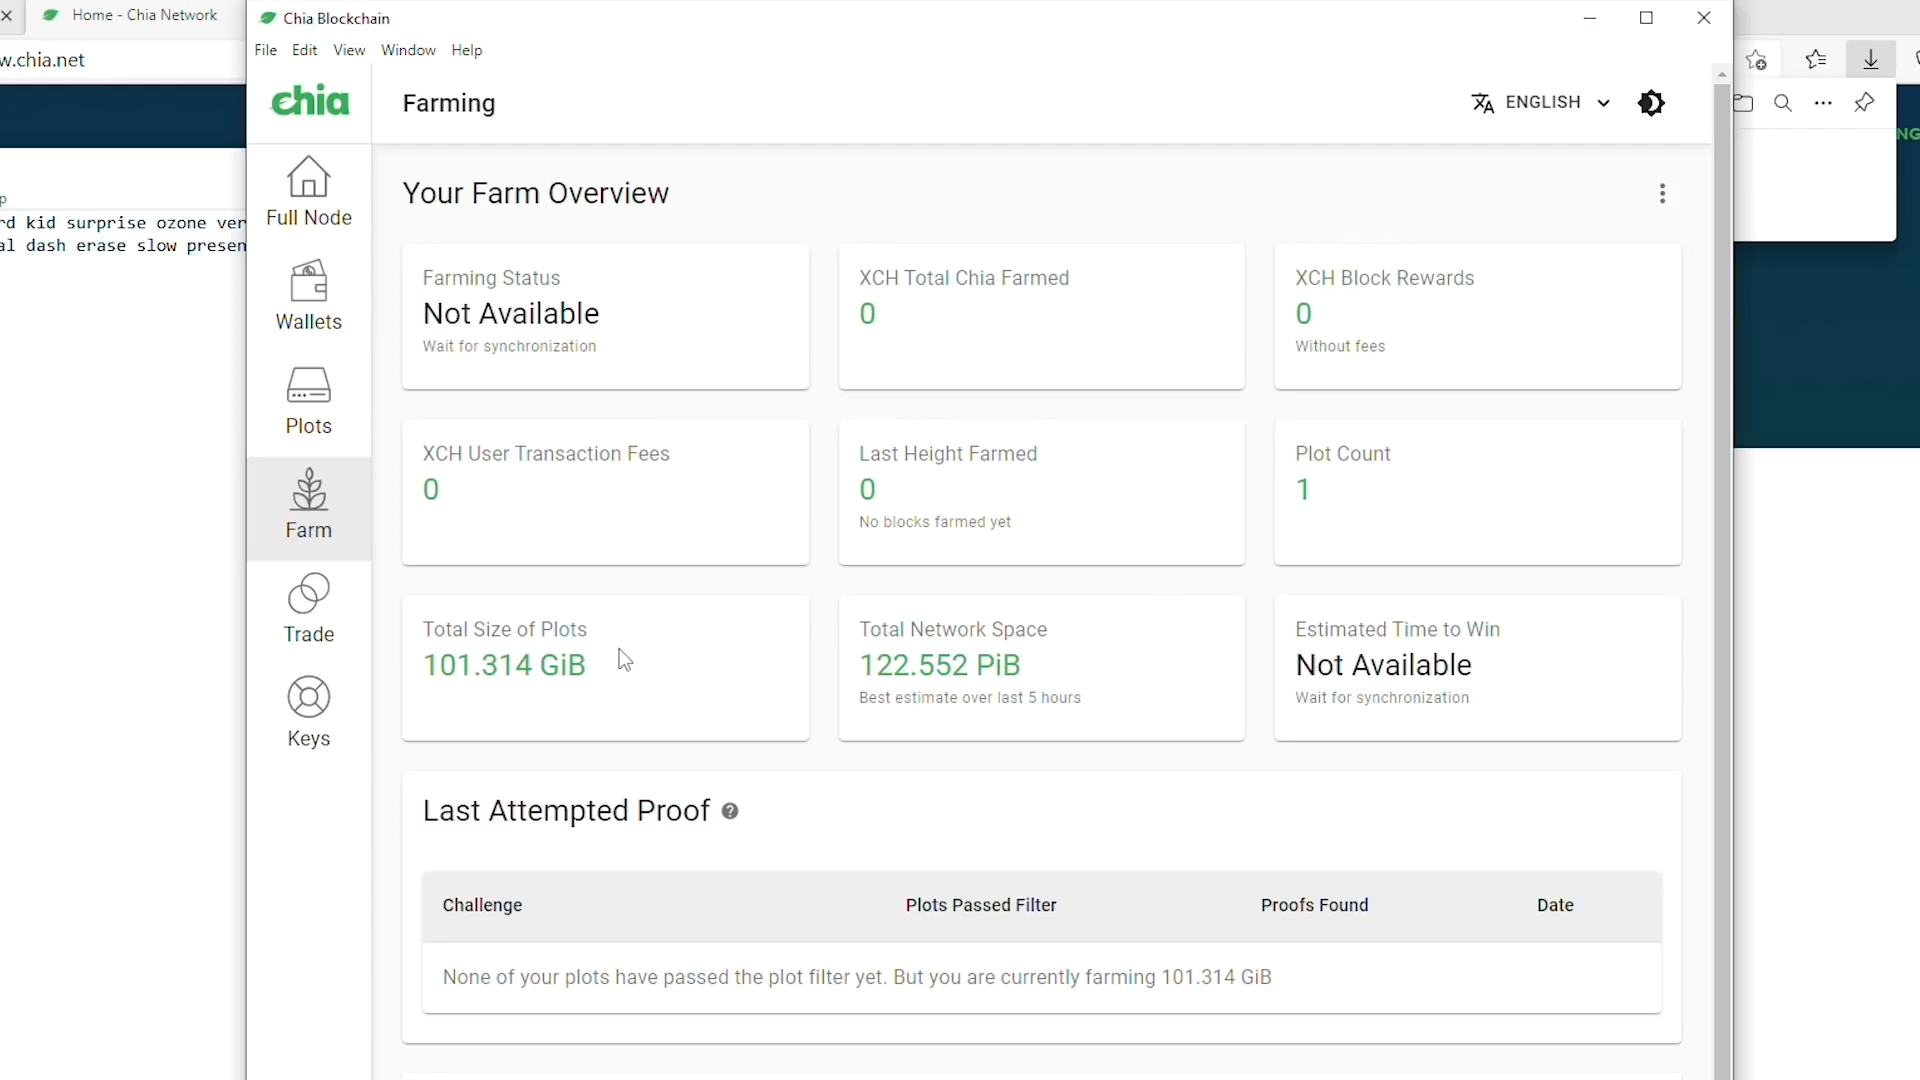 Home - Chia Network
w.chia.net
rd kid surprise ozone ver
al dash erase slow presen
Chia Blockchain
File Edit View Window Help
chia
Farming
ENGLISH
Full Node
Wallets
Plots
Farm
Trade
Keys
Your Farm Overview
Farming Status
Not Available
Wait for synchronization
XCH Total Chia Farmed
0
XCH Block Rewards
0
Without fees
XCH User Transaction Fees
0
Last Height Farmed
0
No blocks farmed yet
Plot Count
1
Total Size of Plots
101.314 GiB
Total Network Space
122.552 PiB
Best estimate over last 5 hours
Estimated Time to Win
Not Available
Wait for synchronization
Last Attempted Proof
Challenge Plots Passed Filter Proofs Found Date
None of your plots have passed the plot filter yet. But you are currently farming 101.314 GiB
NG